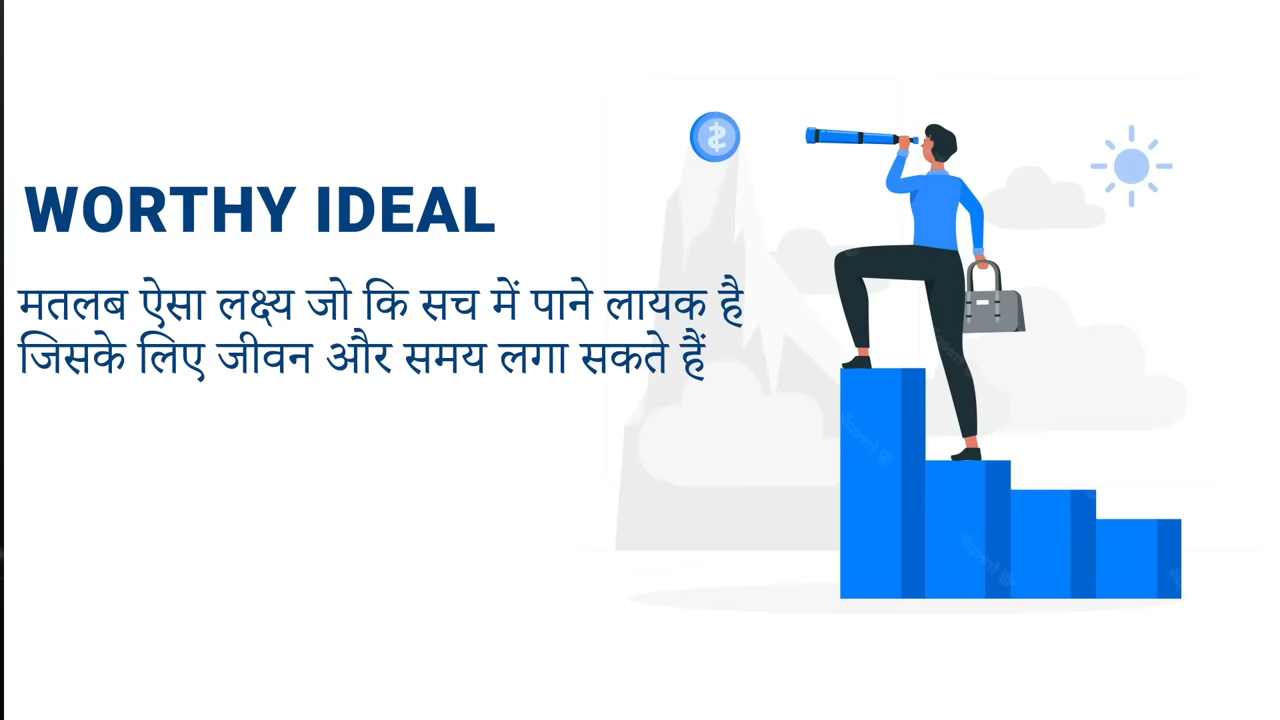 WORTHY IDEAL
मतलब ऐसा लक्ष्य जो कि सच में पाने लायक है
जिसके लिए जीवन और समय लगा सकते हैं